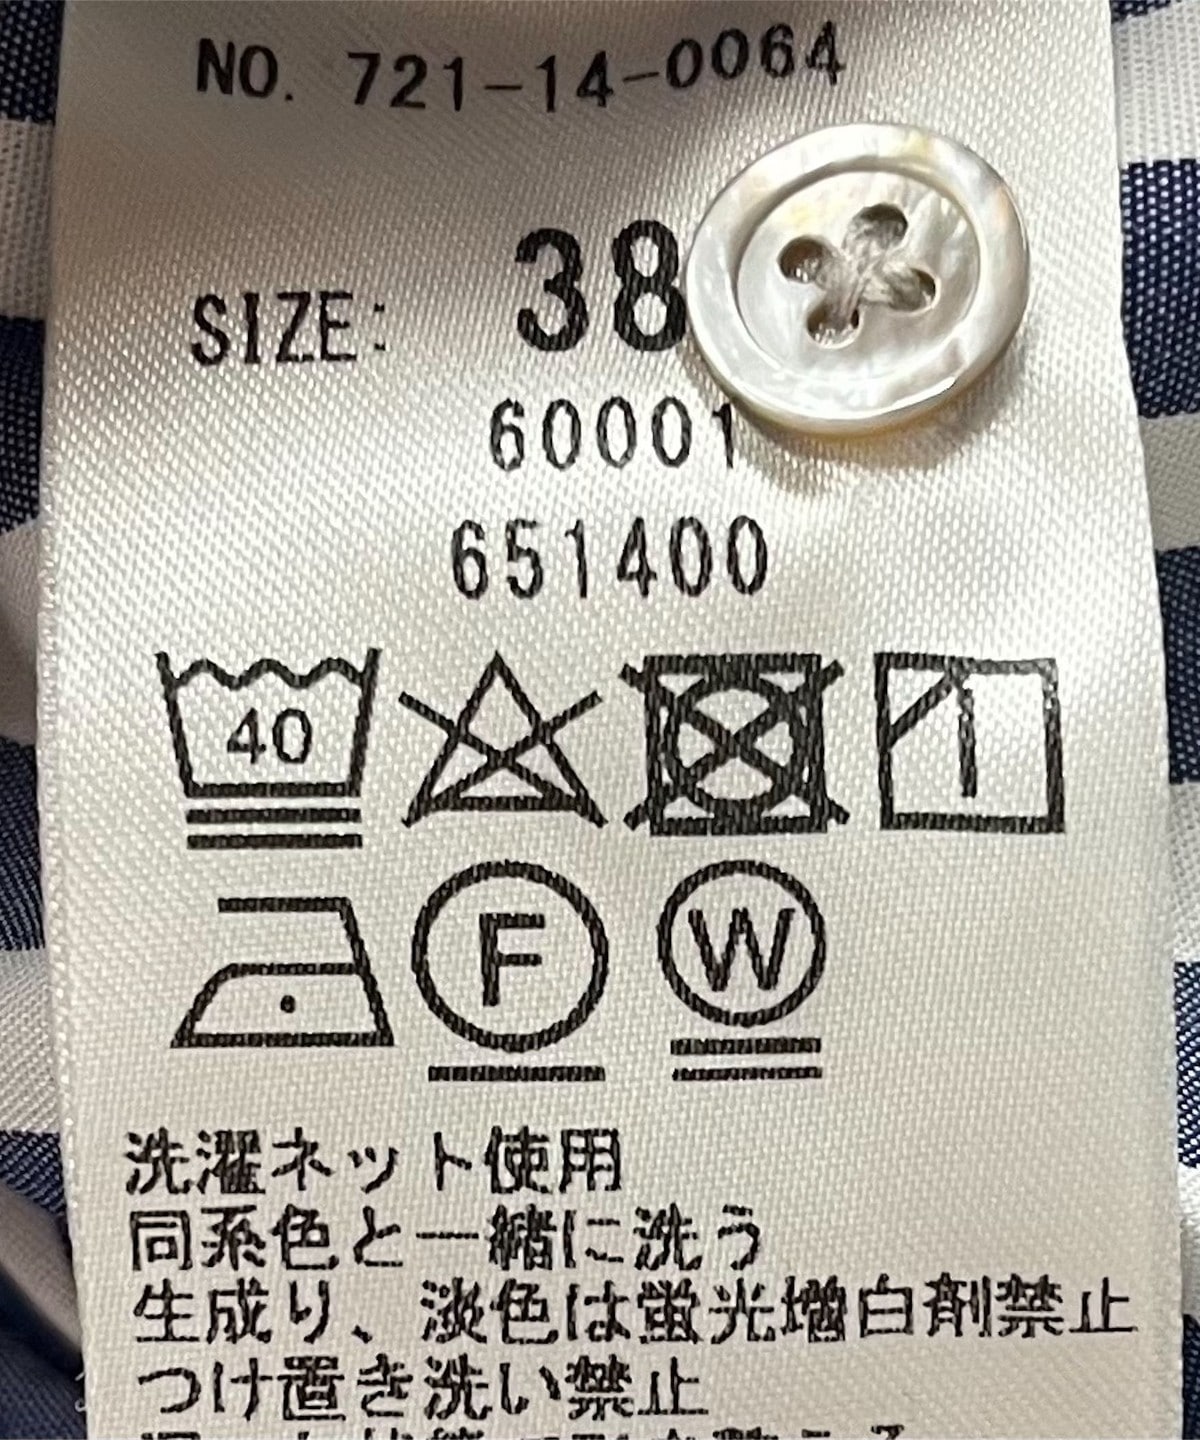 NO. 721-14-0064
SIZE: 38
60001
651400
40
F W
洗濯ネット使用
同系色と一緒に洗う
生成り、淡色は蛍光増白剤禁止
つけ置き洗い禁止